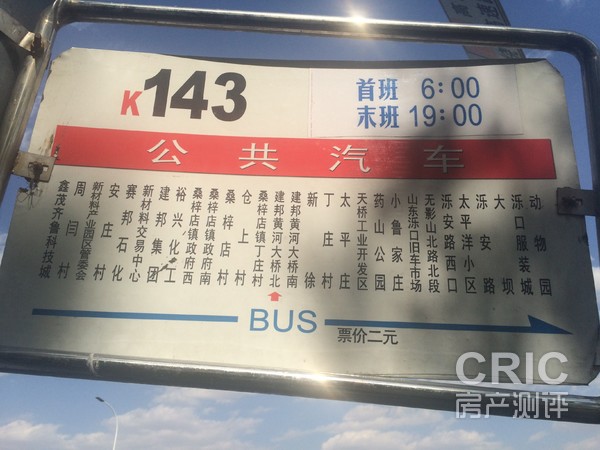 K143
首班 6:00
末班 19:00
公共汽车
鑫茂齐鲁科技城
周闫村
新材料产业园区管委会
安庄村
赛邦石化
新材料交易中心
建邦集团
裕兴化工
桑梓店镇政府西
桑梓店镇政府南
桑梓店村
仓上村
桑梓店镇丁庄村
建邦黄河大桥北
建邦黄河大桥南
新徐
丁庄村
太平庄
天桥工业开发区
药山公园
小鲁家庄
山东泺口旧车市场
无影山北路北段
泺安路西口
太平洋小区
泺安路
大坝
泺口服装城
动物园
BUS
票价二元
CRIC
房产测评